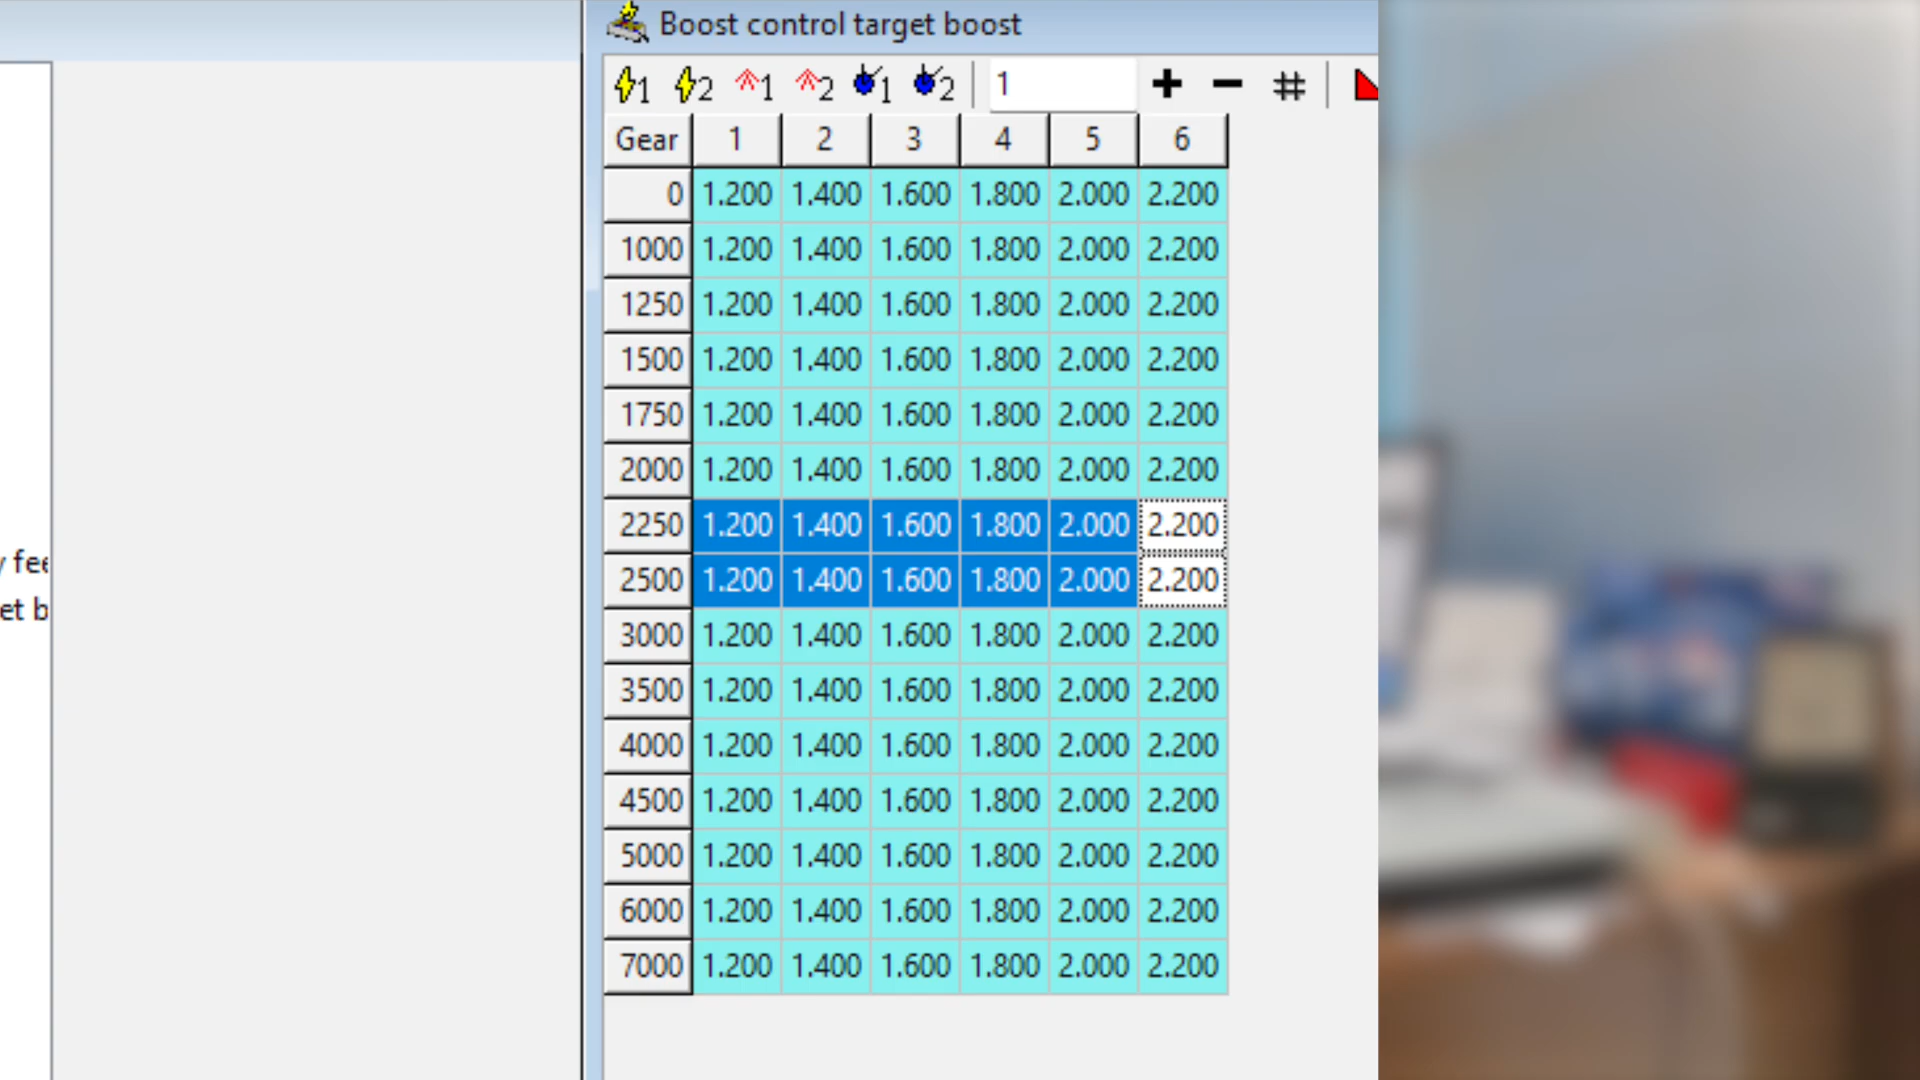 Boost control target boost
1 2 1 2 1 2 1
Gear 1 2 3 4 5 6
0 1.200 1.400 1.600 1.800 2.000 2.200
1000 1.200 1.400 1.600 1.800 2.000 2.200
1250 1.200 1.400 1.600 1.800 2.000 2.200
1500 1.200 1.400 1.600 1.800 2.000 2.200
1750 1.200 1.400 1.600 1.800 2.000 2.200
2000 1.200 1.400 1.600 1.800 2.000 2.200
2250 1.200 1.400 1.600 1.800 2.000 2.200
2500 1.200 1.400 1.600 1.800 2.000 2.200
3000 1.200 1.400 1.600 1.800 2.000 2.200
3500 1.200 1.400 1.600 1.800 2.000 2.200
4000 1.200 1.400 1.600 1.800 2.000 2.200
4500 1.200 1.400 1.600 1.800 2.000 2.200
5000 1.200 1.400 1.600 1.800 2.000 2.200
6000 1.200 1.400 1.600 1.800 2.000 2.200
7000 1.200 1.400 1.600 1.800 2.000 2.200